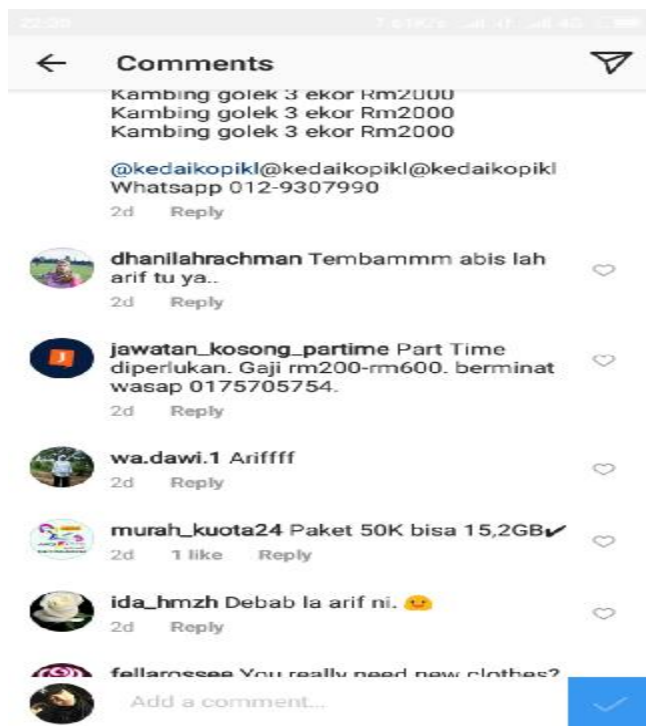 22:39
Comments
Kambing golek 3 ekor Rm2000
Kambing golek 3 ekor Rm2000
Kambing golek 3 ekor Rm2000
@kedaikopikl@kedaikopikl@kedaikopikl
Whatsapp 012-9307990
2d Reply
dhanilahrachman Tembammm abis lah
arif tu ya..
2d Reply
jawatan_kosong_partime Part Time
diperlukan. Gaji rm200-rm600. berminat
wasap 0175705754.
2d Reply
wa.dawi.1 Ariffff
2d Reply
murah_kuota24 Paket 50K bisa 15,2GB✔
2d 1 like Reply
ida_hmzh Debab la arif ni. 🙂
2d Reply
fellarossee You really need new clothes?
Add a comment...